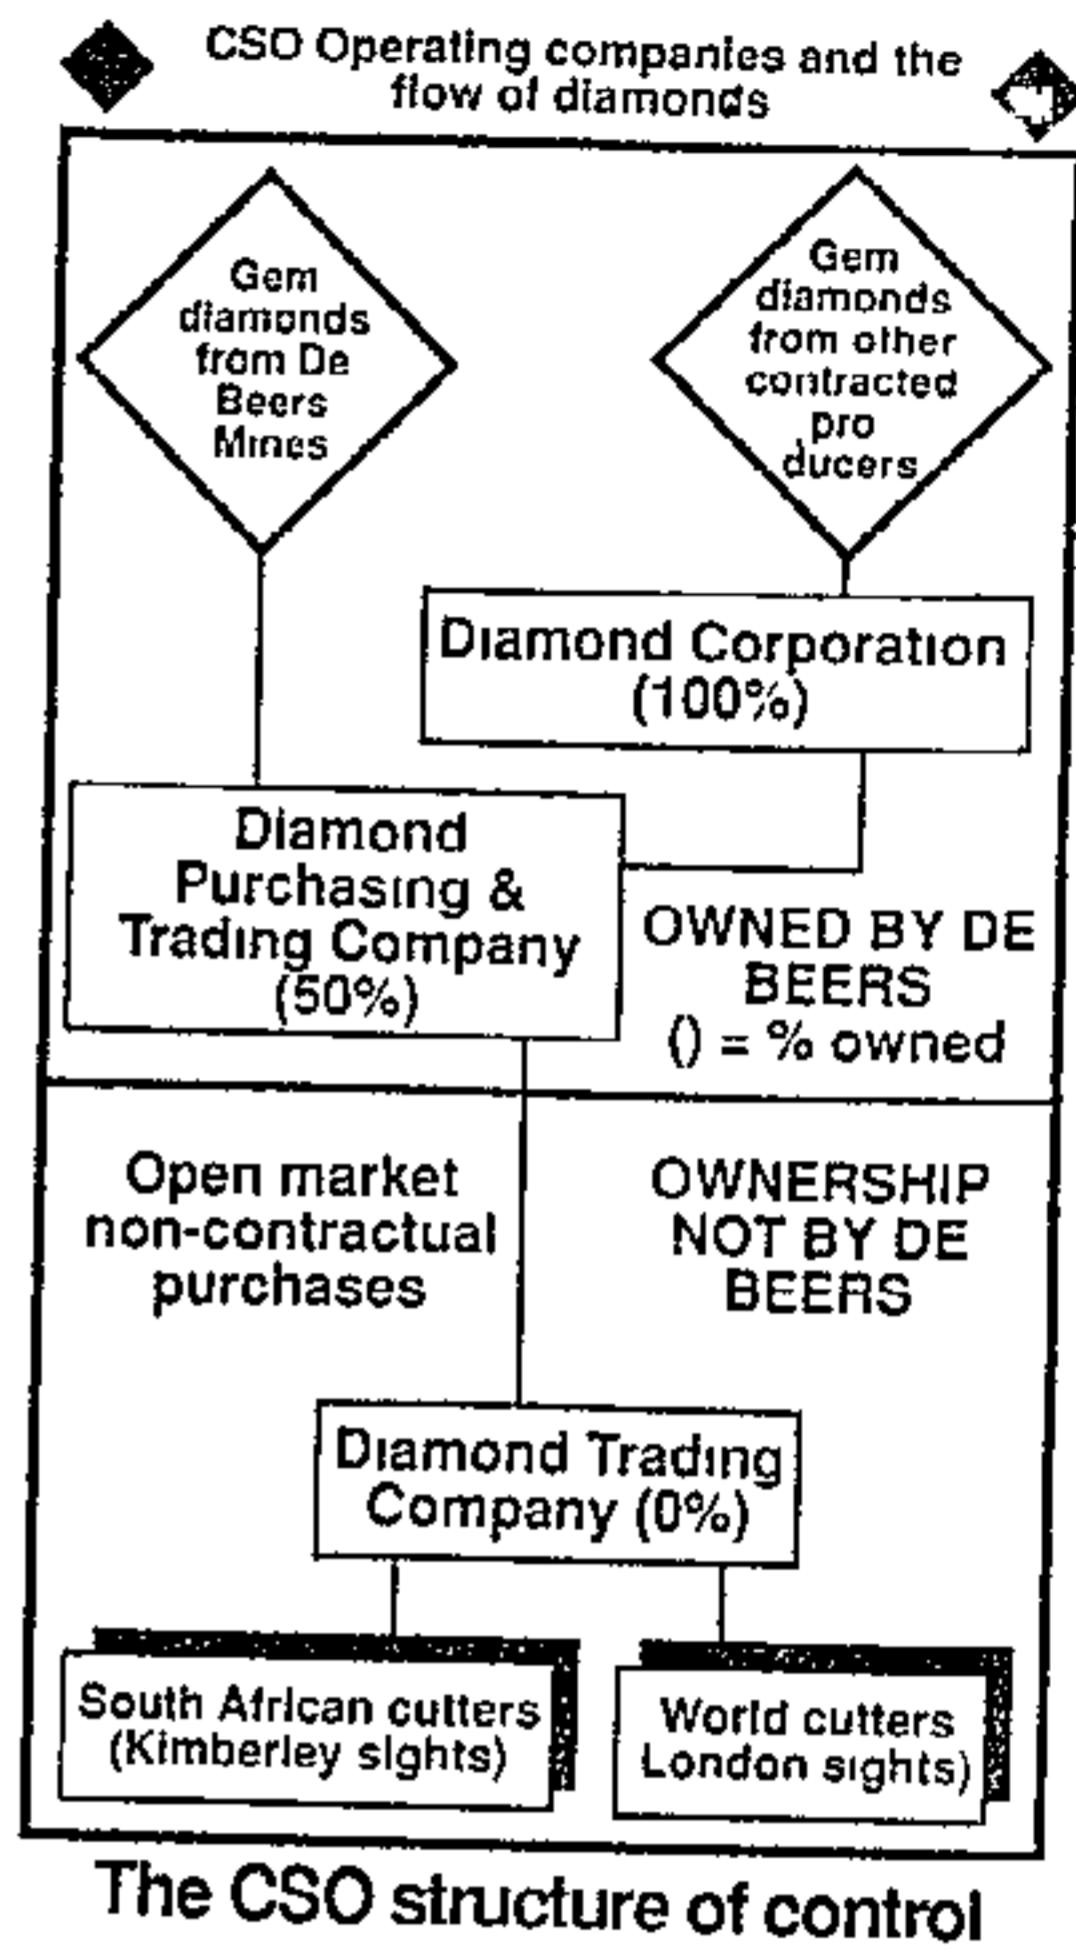 CSO Operating companies and the
flow of diamonds
Gem
diamonds
from De
Beers
Mines
Gem
diamonds
from other
contracted
pro
ducers
Diamond Corporation
(100%)
Diamond
Purchasing &
Trading Company
(50%)
OWNED BY DE
BEERS
() = % owned
Open market
non-contractual
purchases
OWNERSHIP
NOT BY DE
BEERS
Diamond Trading
Company (0%)
South African cutters
(Kimberley sights)
World cutters
London sights)
The CSO structure of control